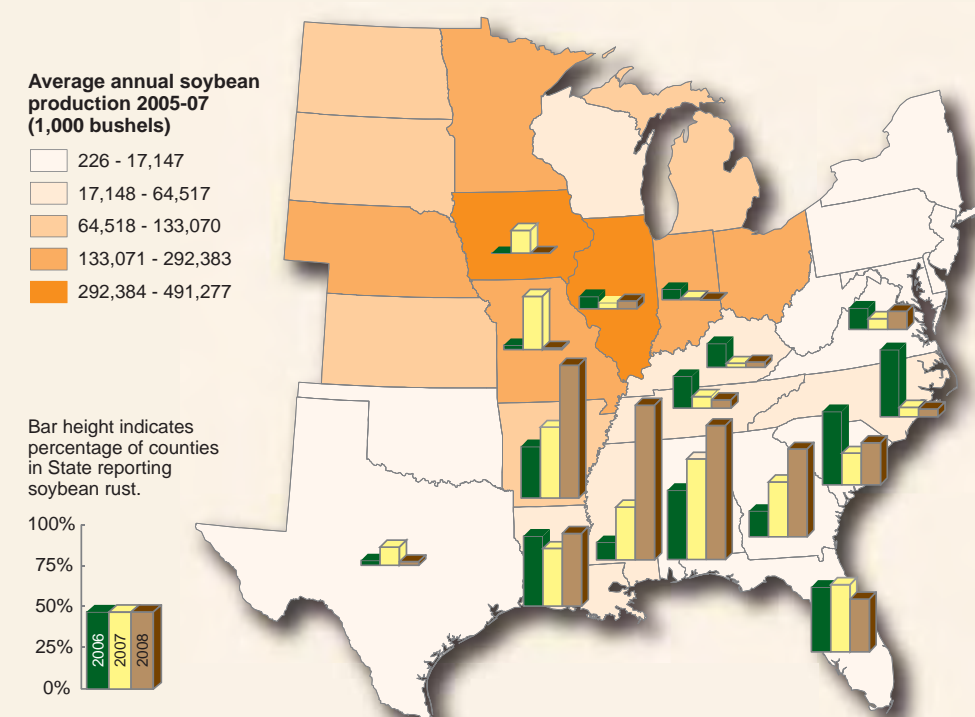 Average annual soybean
production 2005-07
(1,000 bushels)
226 - 17,147
17,148 - 64,517
64,518 - 133,070
133,071 - 292,383
292,384 - 491,277
Bar height indicates
percentage of counties
in State reporting
soybean rust.
100%
75%
50%
25%
0%
2006
2007
2008